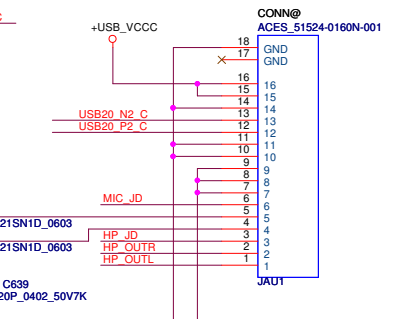 CONN@
ACES_51524-0160N-001
+USB_VCCC
18 GND
17 GND
16 16
15 15
14 14
USB20_N2_C 13 13
USB20_P2_C 12 12
11 11
10 10
9 9
8 8
7 7
MIC_JD 6 6
5 5
21SN1D_0603
4 4
HP_JD 3 3
21SN1D_0603
HP_OUTR 2 2
HP_OUTL 1 1
JAU1
C639
20P_0402_50V7K